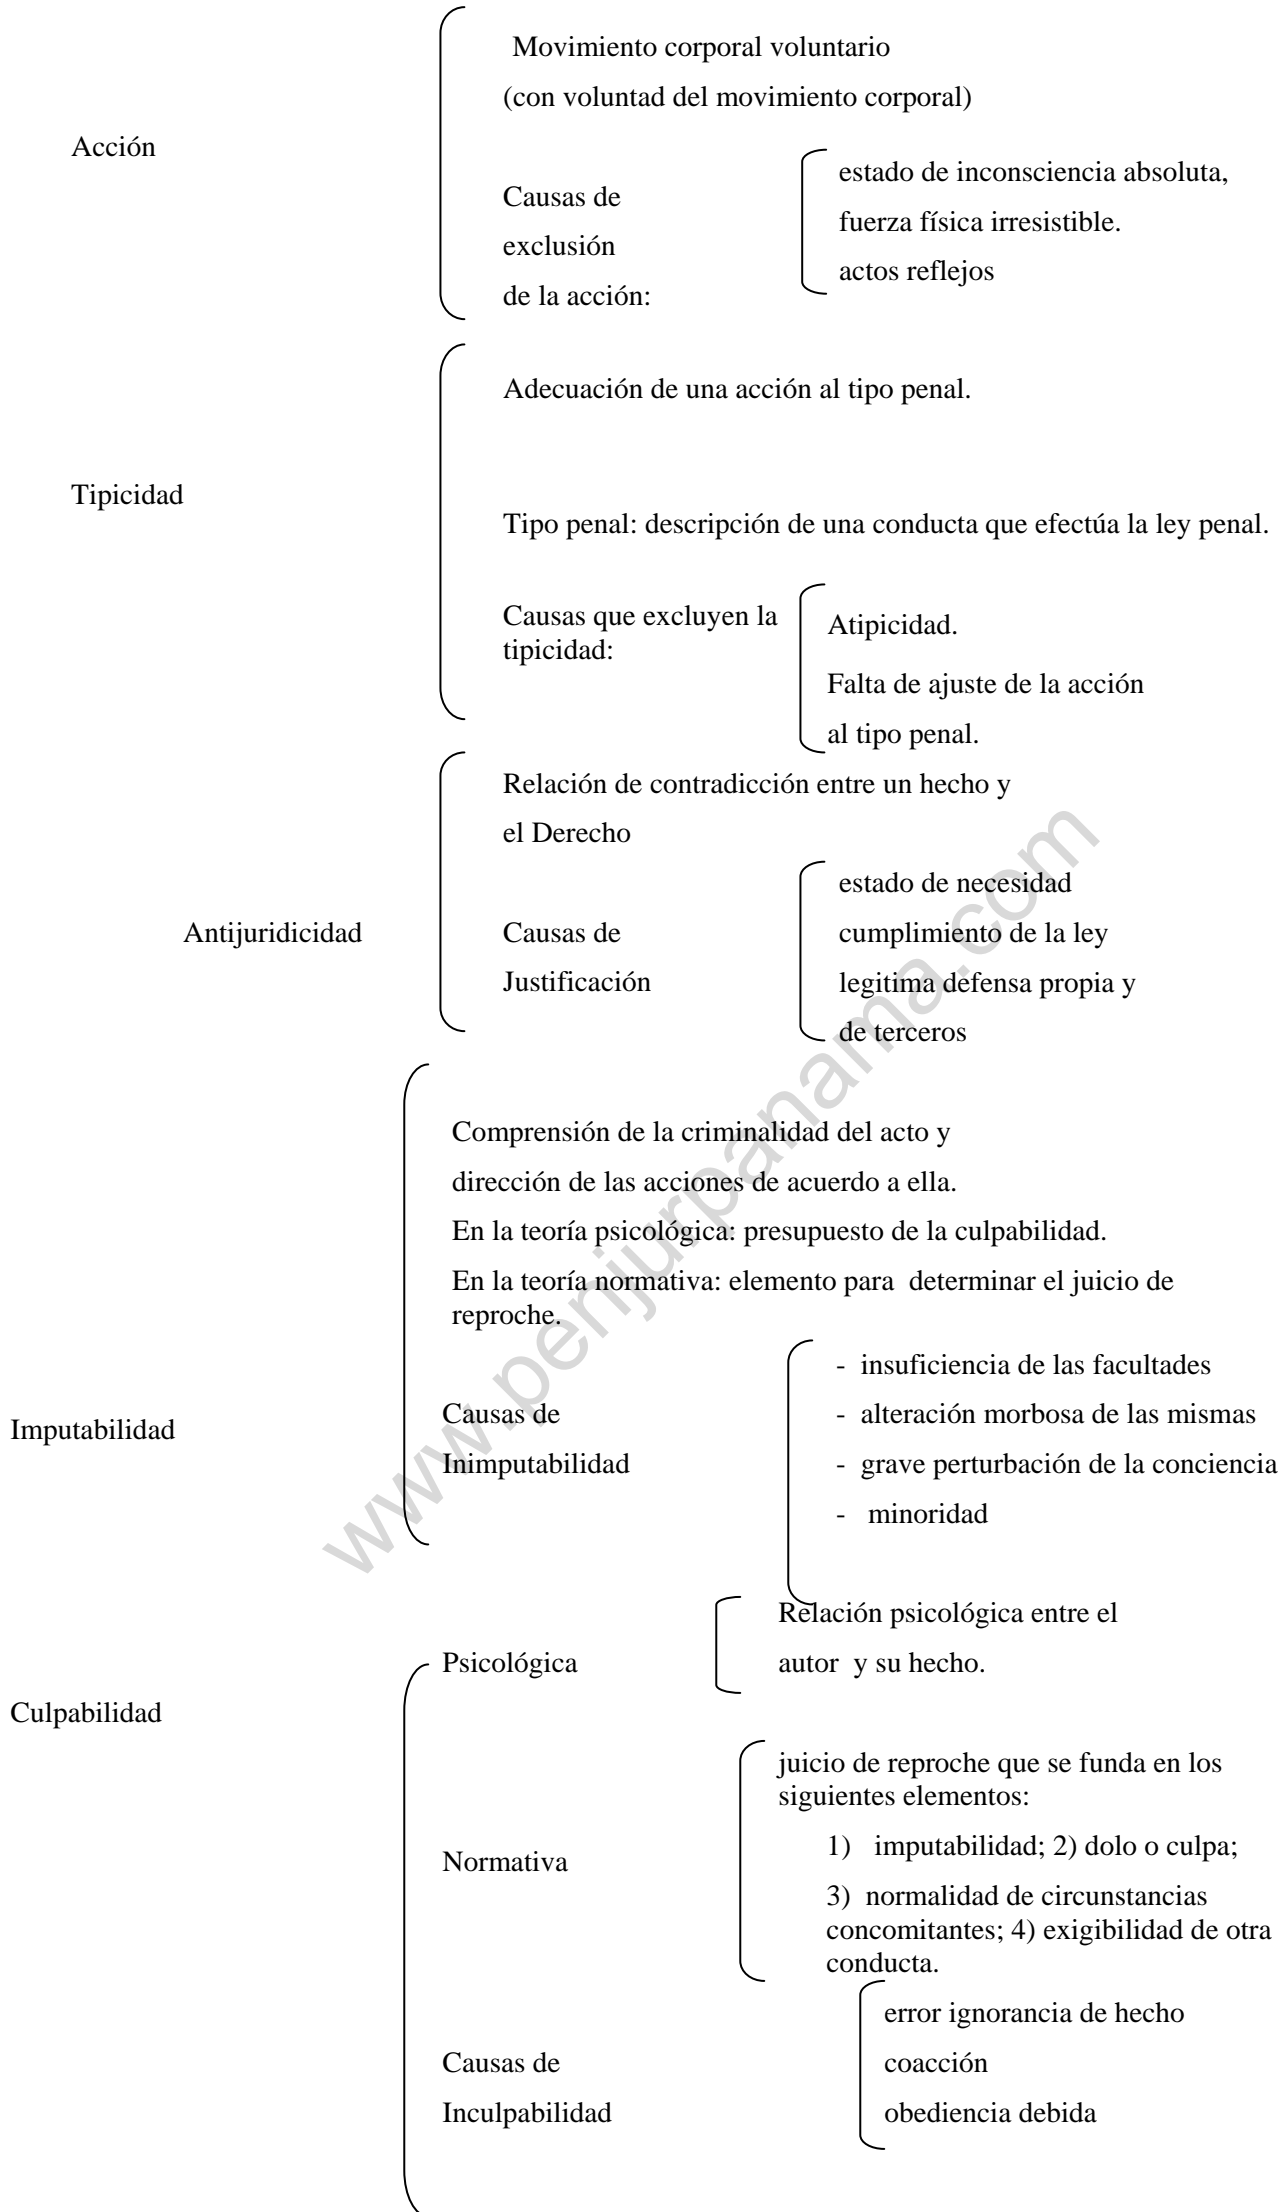 Acción
Movimiento corporal voluntario
(con voluntad del movimiento corporal)
Causas de
exclusión
de la acción:
estado de inconsciencia absoluta,
fuerza física irresistible.
actos reflejos
Tipicidad
Adecuación de una acción al tipo penal.
Tipo penal: descripción de una conducta que efectúa la ley penal.
Causas que excluyen la
tipicidad:
Atipicidad.
Falta de ajuste de la acción
al tipo penal.
Antijuridicidad
Relación de contradicción entre un hecho y
el Derecho
Causas de
Justificación
estado de necesidad
cumplimiento de la ley
legitima defensa propia y
de terceros
Imputabilidad
Comprensión de la criminalidad del acto y
dirección de las acciones de acuerdo a ella.
En la teoría psicológica: presupuesto de la culpabilidad.
En la teoría normativa: elemento para determinar el juicio de
reproche.
Causas de
Inimputabilidad
- insuficiencia de las facultades
- alteración morbosa de las mismas
- grave perturbación de la conciencia
- minoridad
Culpabilidad
Psicológica
Relación psicológica entre el
autor y su hecho.
Normativa
juicio de reproche que se funda en los
siguientes elementos:
1) imputabilidad; 2) dolo o culpa;
3) normalidad de circunstancias
concomitantes; 4) exigibilidad de otra
conducta.
Causas de
Inculpabilidad
error ignorancia de hecho
coacción
obediencia debida
www.penjurpanama.com